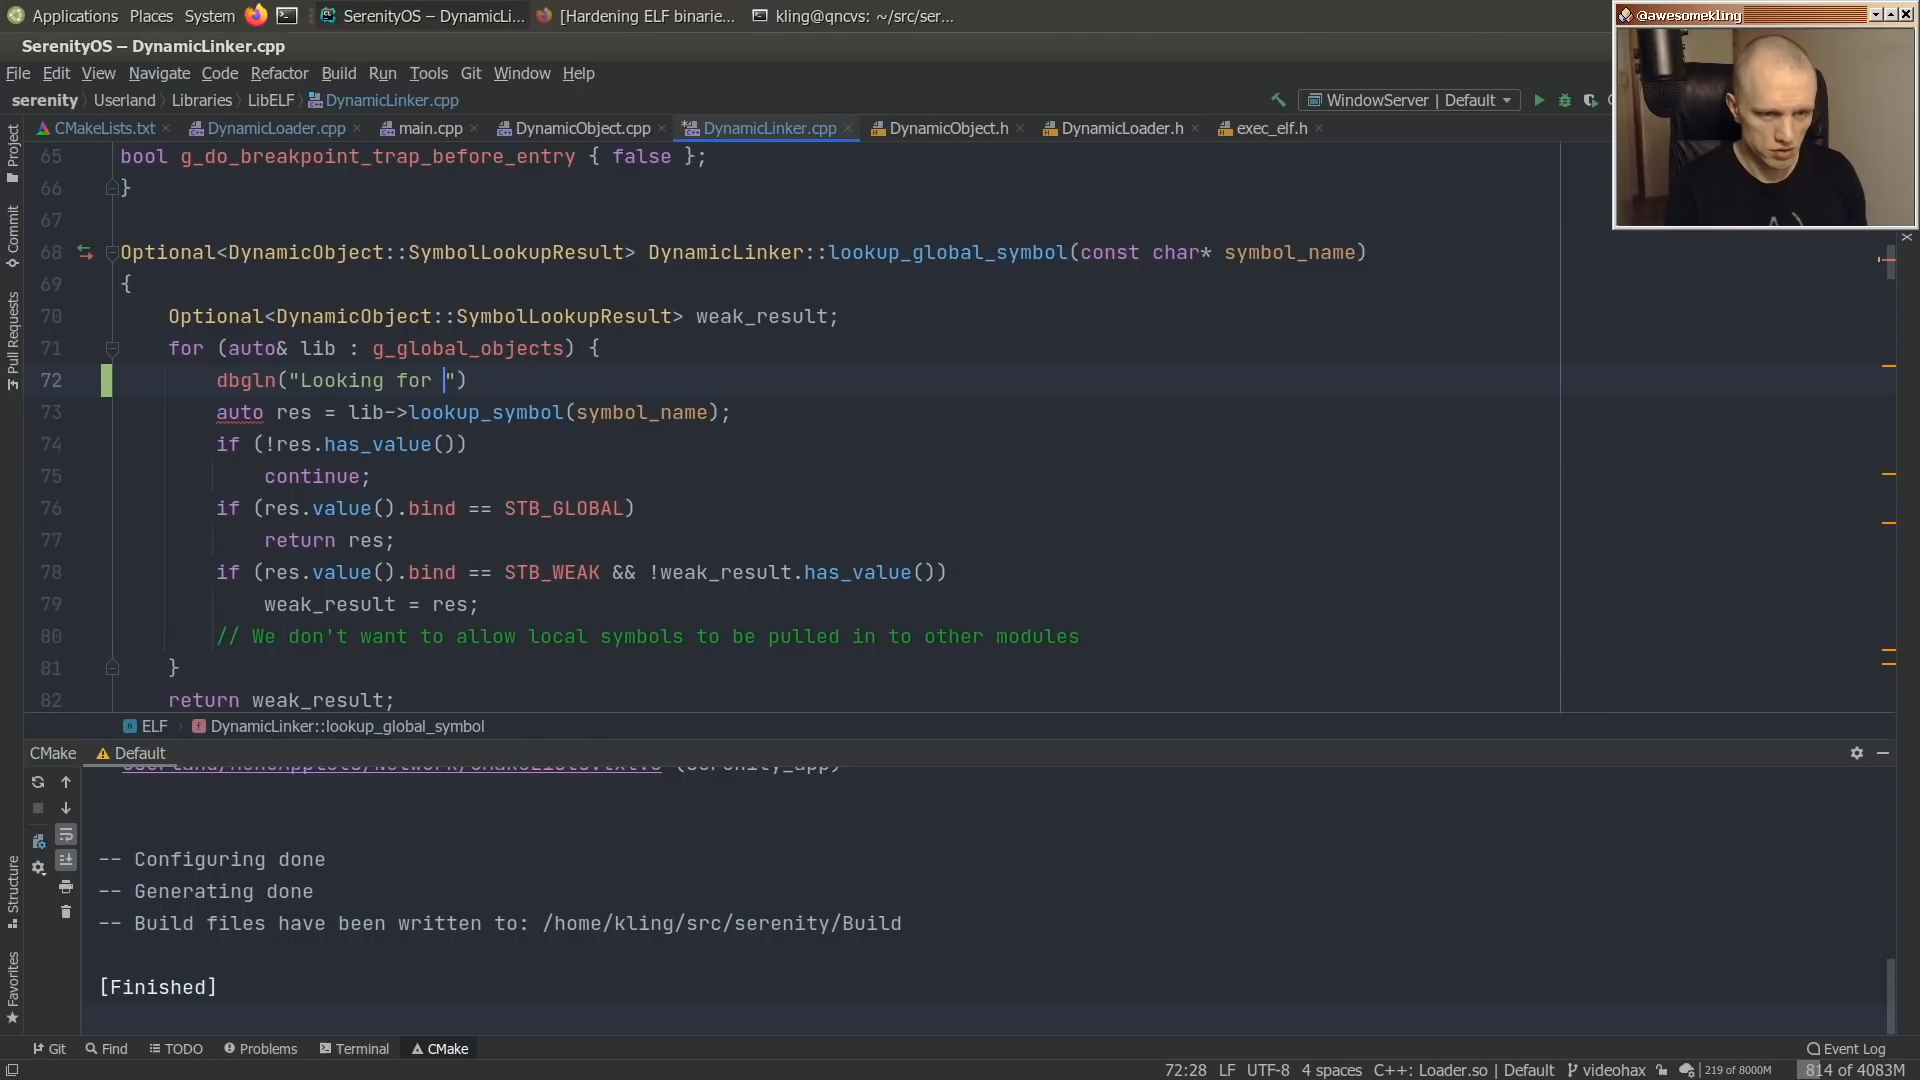 Applications Places System SerenityOS – DynamicLi... [Hardening ELF binarie... kling@qncvs: ~/src/ser...
@awesomekling
SerenityOS – DynamicLinker.cpp
File Edit View Navigate Code Refactor Build Run Tools Git Window Help
serenity Userland Libraries LibELF DynamicLinker.cpp WindowServer | Default
CMakeLists.txt DynamicLoader.cpp main.cpp DynamicObject.cpp DynamicLinker.cpp DynamicObject.h DynamicLoader.h exec_elf.h
Project
Commit
Pull Requests
Structure
Favorites
65 bool g_do_breakpoint_trap_before_entry { false };
66 }
67
68 Optional<DynamicObject::SymbolLookupResult> DynamicLinker::lookup_global_symbol(const char* symbol_name)
69 {
70 Optional<DynamicObject::SymbolLookupResult> weak_result;
71 for (auto& lib : g_global_objects) {
72 dbgln("Looking for ")
73 auto res = lib->lookup_symbol(symbol_name);
74 if (!res.has_value())
75 continue;
76 if (res.value().bind == STB_GLOBAL)
77 return res;
78 if (res.value().bind == STB_WEAK && !weak_result.has_value())
79 weak_result = res;
80 // We don't want to allow local symbols to be pulled in to other modules
81 }
82 return weak_result;
ELF DynamicLinker::lookup_global_symbol
CMake Default
-- Configuring done
-- Generating done
-- Build files have been written to: /home/kling/src/serenity/Build
[Finished]
Git Find TODO Problems Terminal CMake Event Log
72:28 LF UTF-8 4 spaces C++: Loader.so | Default videohax 219 of 8000M 814 of 4083M